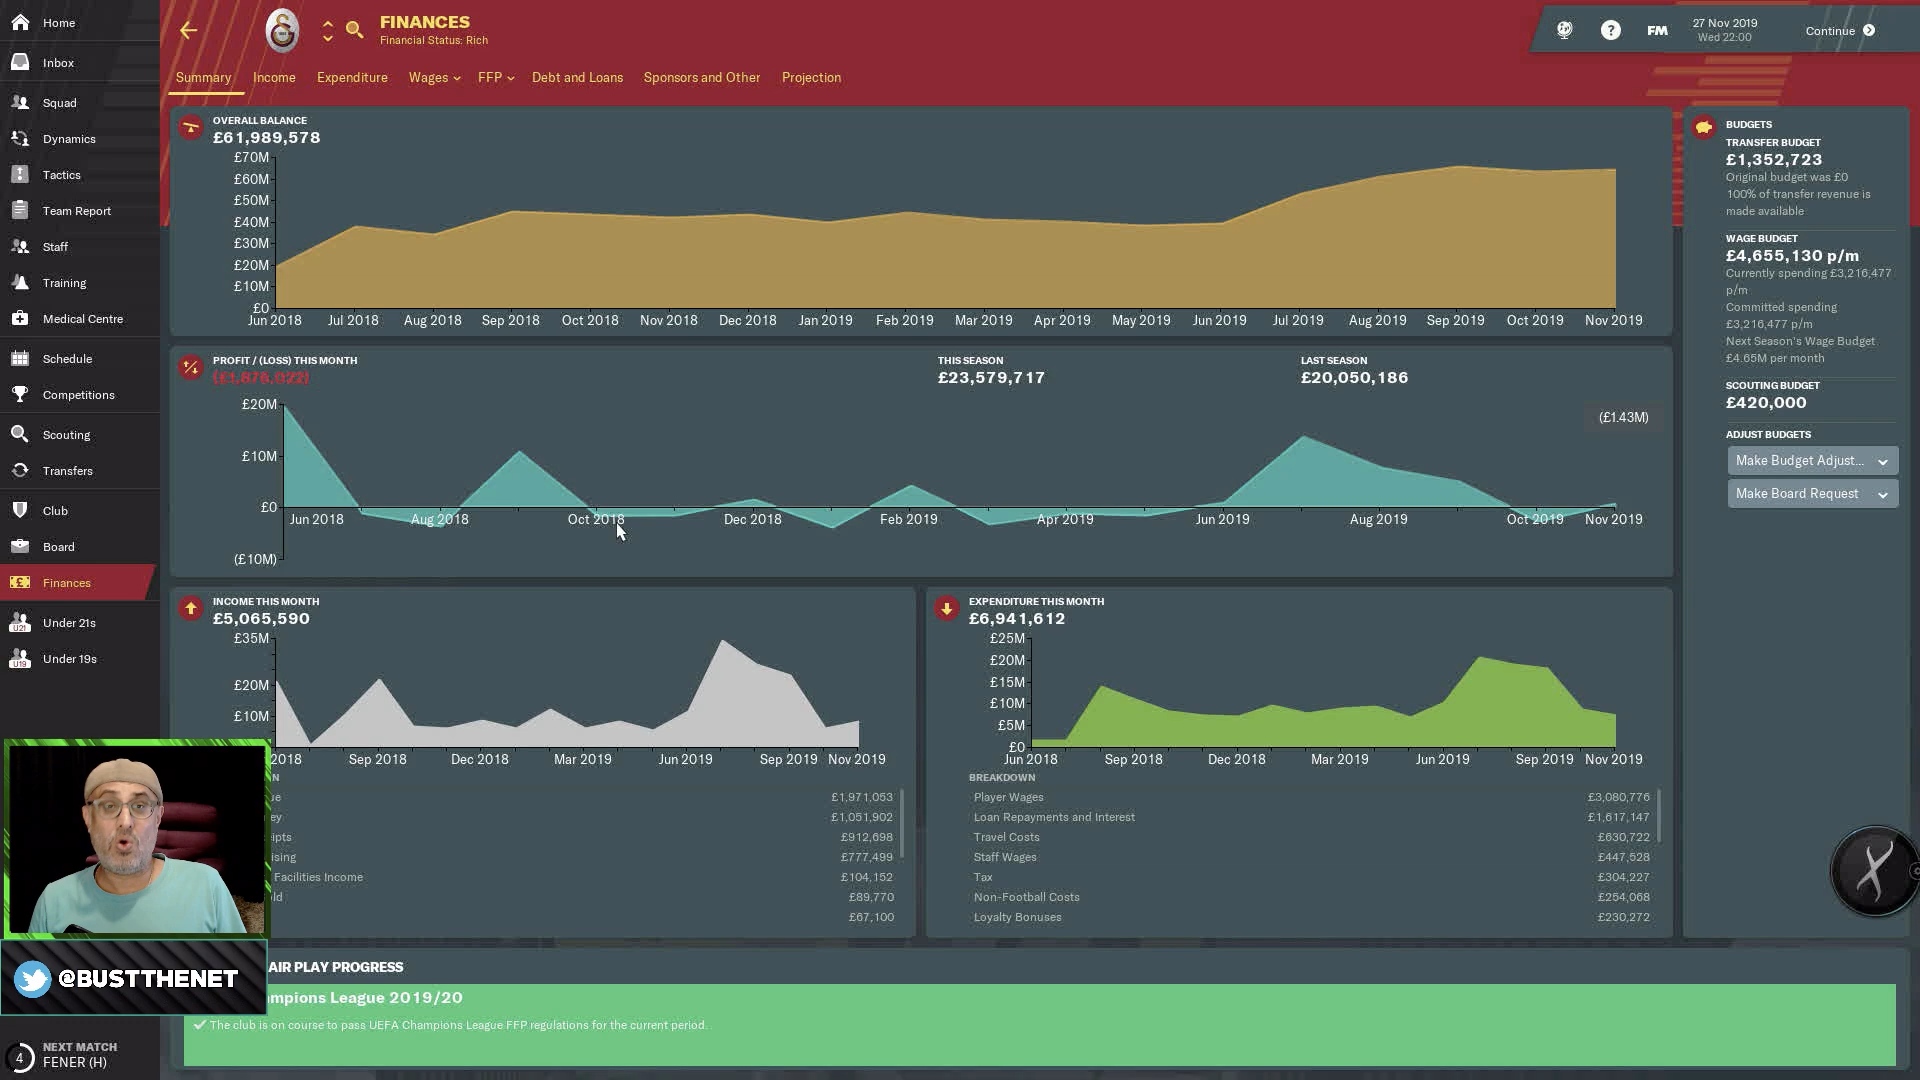 Home
Inbox
Squad
Dynamics
Tactics
Team Report
Staff
Training
Medical Centre
Schedule
Competitions
Scouting
Transfers
Club
Board
Finances
Under 21s
Under 19s
FINANCES
Financial Status: Rich
FM
27 Nov 2019
Wed 22:00
Continue
Summary Income Expenditure Wages FFP Debt and Loans Sponsors and Other Projection
OVERALL BALANCE
£61,989,578
£70M
£60M
£50M
£40M
£30M
£20M
£10M
£0
Jun 2018 Jul 2018 Aug 2018 Sep 2018 Oct 2018 Nov 2018 Dec 2018 Jan 2019 Feb 2019 Mar 2019 Apr 2019 May 2019 Jun 2019 Jul 2019 Aug 2019 Sep 2019 Oct 2019 Nov 2019
PROFIT / (LOSS) THIS MONTH
(£1,876,022)
THIS SEASON
£23,579,717
LAST SEASON
£20,050,186
£20M
£10M
£0
(£10M)
(£1.43M)
Jun 2018 Aug 2018 Oct 2018 Dec 2018 Feb 2019 Apr 2019 Jun 2019 Aug 2019 Oct 2019 Nov 2019
INCOME THIS MONTH
£5,065,590
£35M
£20M
£10M
2018 Sep 2018 Dec 2018 Mar 2019 Jun 2019 Sep 2019 Nov 2019
N
ue £1,971,053
ey £1,051,902
ipts £912,698
ising £777,499
Facilities Income £104,152
ld £89,770
£67,100
EXPENDITURE THIS MONTH
£6,941,612
£25M
£20M
£15M
£10M
£5M
£0
Jun 2018 Sep 2018 Dec 2018 Mar 2019 Jun 2019 Sep 2019 Nov 2019
BREAKDOWN
Player Wages £3,080,776
Loan Repayments and Interest £1,617,147
Travel Costs £630,722
Staff Wages £447,528
Tax £304,227
Non-Football Costs £254,068
Loyalty Bonuses £230,272
BUDGETS
TRANSFER BUDGET
£1,352,723
Original budget was £0
100% of transfer revenue is
made available
WAGE BUDGET
£4,655,130 p/m
Currently spending £3,216,477
p/m
Committed spending
£3,216,477 p/m
Next Season's Wage Budget
£4.65M per month
SCOUTING BUDGET
£420,000
ADJUST BUDGETS
Make Budget Adjust...
Make Board Request
@BUSTTHENET
AIR PLAY PROGRESS
mpions League 2019/20
The club is on course to pass UEFA Champions League FFP regulations for the current period.
4
NEXT MATCH
FENER (H)
U21
U19